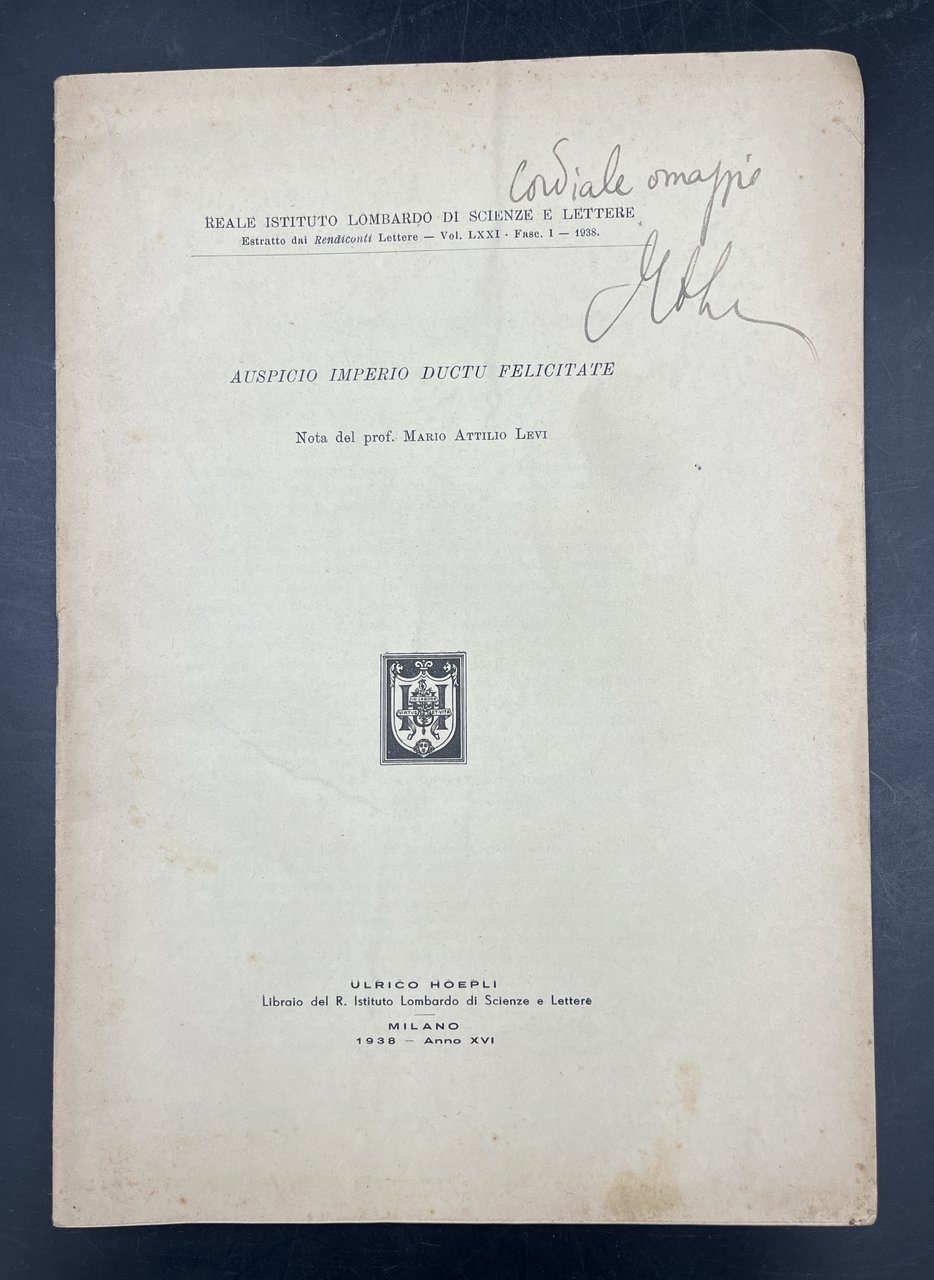 Cordiale omaggio
REALE ISTITUTO LOMBARDO DI SCIENZE E LETTERE
Estratto dai Rendiconti Lettere — Vol. LXXI · Fasc. I — 1938.
AUSPICIO IMPERIO DUCTU FELICITATE
Nota del prof. MARIO ATTILIO LEVI
H
ULRICO HOEPLI
Libraio del R. Istituto Lombardo di Scienze e Lettere
MILANO
1938 — Anno XVI